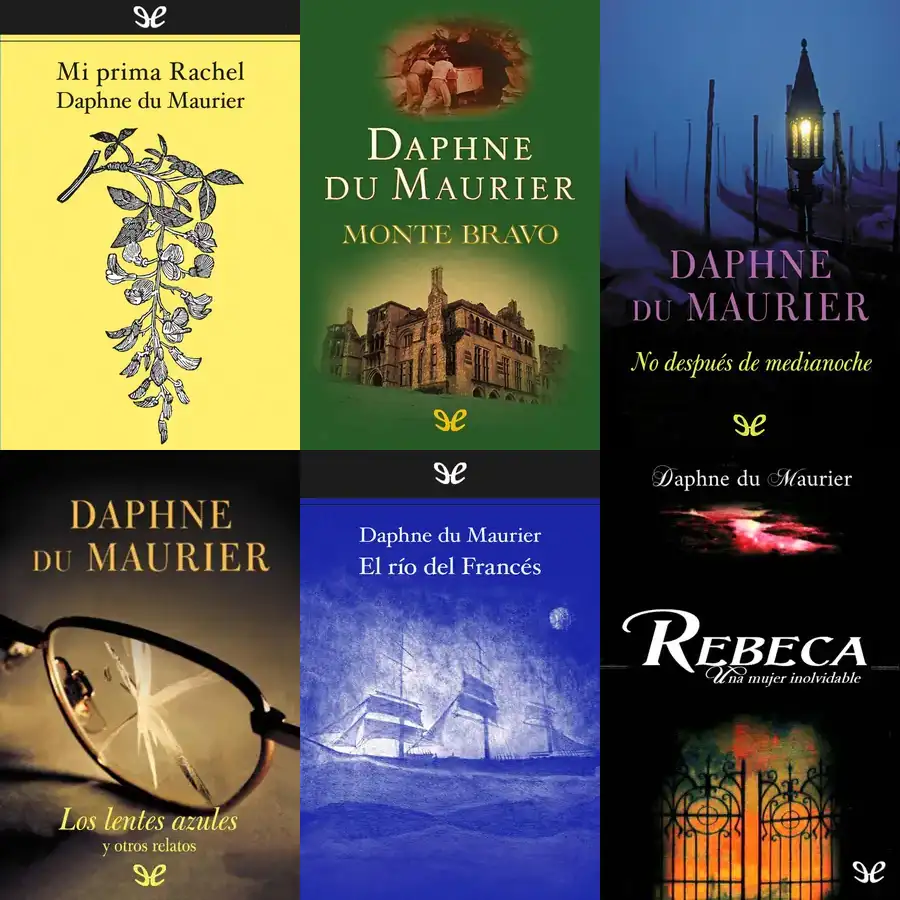 Mi prima Rachel
Daphne du Maurier
DAPHNE
DU MAURIER
MONTE BRAVO
DAPHNE
DU MAURIER
No después de medianoche
DAPHNE
DU MAURIER
Los lentes azules
y otros relatos
Daphne du Maurier
El río del Francés
Daphne du Maurier
REBECA
Una mujer inolvidable